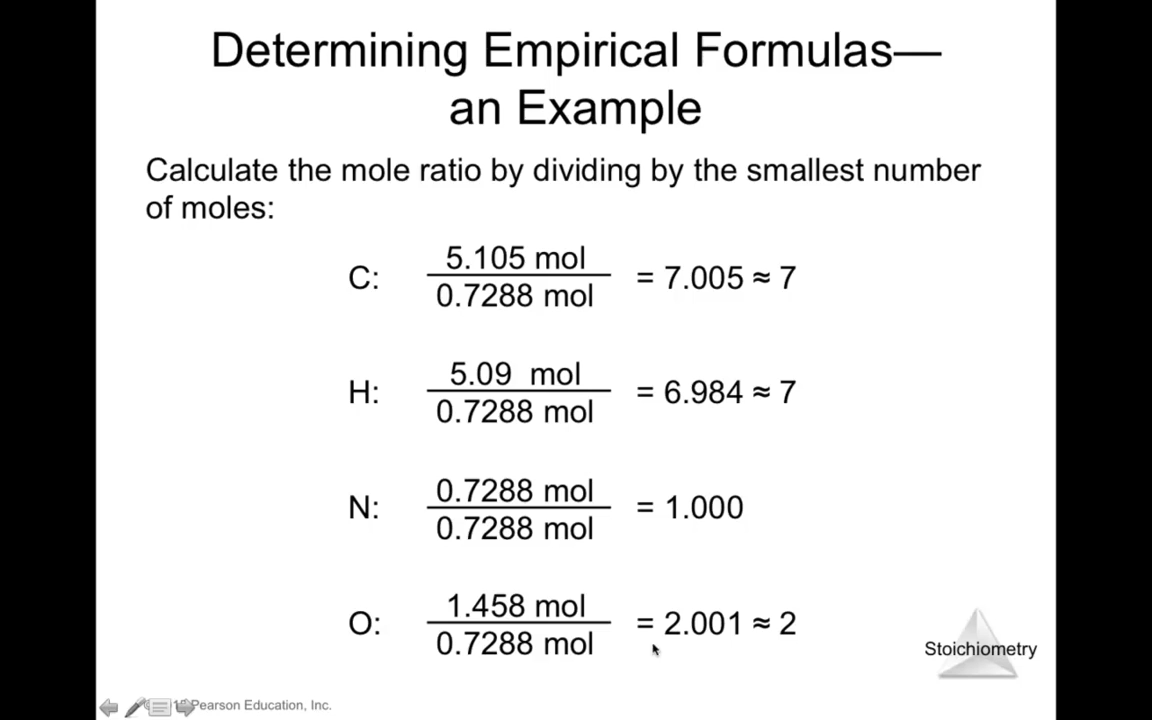 Determining Empirical Formulas—
an Example
Calculate the mole ratio by dividing by the smallest number
of moles:
C: 5.105 mol
0.7288 mol = 7.005 ≈ 7
H: 5.09 mol
0.7288 mol = 6.984 ≈ 7
N: 0.7288 mol
0.7288 mol = 1.000
O: 1.458 mol
0.7288 mol = 2.001 ≈ 2
Stoichiometry
Pearson Education, Inc.